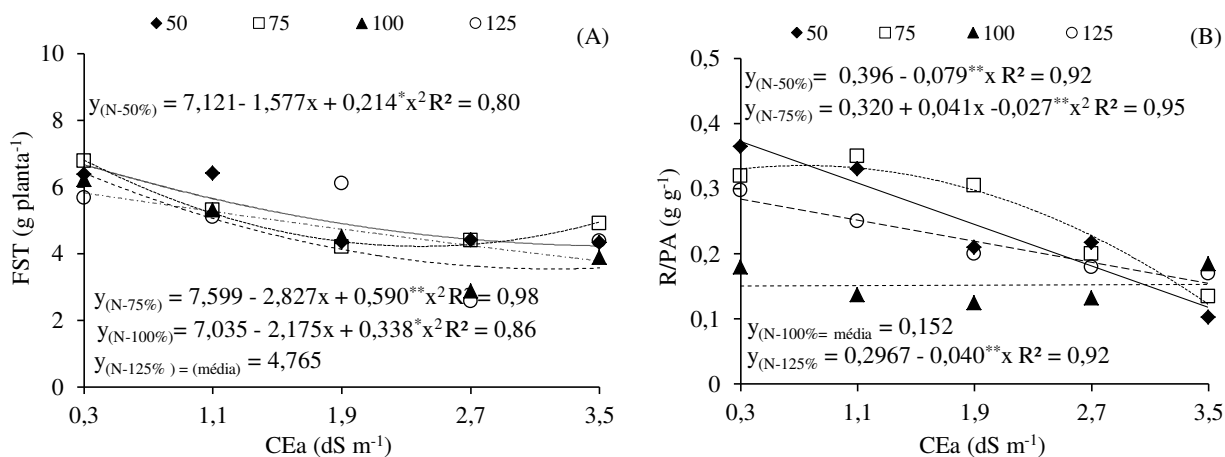 50 75 100 125
(A)
FST (g planta-1)
10
8
6
4
2
0
y(N-50%) = 7,121- 1,577x + 0,214*x2 R² = 0,80
y(N-75%) = 7,599 − 2,827x + 0,590**x2 R² = 0,98
y(N-100%)= 7,035 - 2,175x + 0,338*x2 R² = 0,86
y(N-125% ) = (média) = 4,765
0,3 1,1 1,9 2,7 3,5
CEa (dS m-1)
50 75 100 125
(B)
R/PA (g g-1)
0,5
0,4
0,3
0,2
0,1
0
y(N-50%)= 0,396 - 0,079**x R² = 0,92
y(N-75%) = 0,320 + 0,041x -0,027**x2 R² = 0,95
y(N-100%= média = 0,152
y(N-125% = 0,2967 - 0,040**x R² = 0,92
0,3 1,1 1,9 2,7 3,5
CEa (dS m-1)